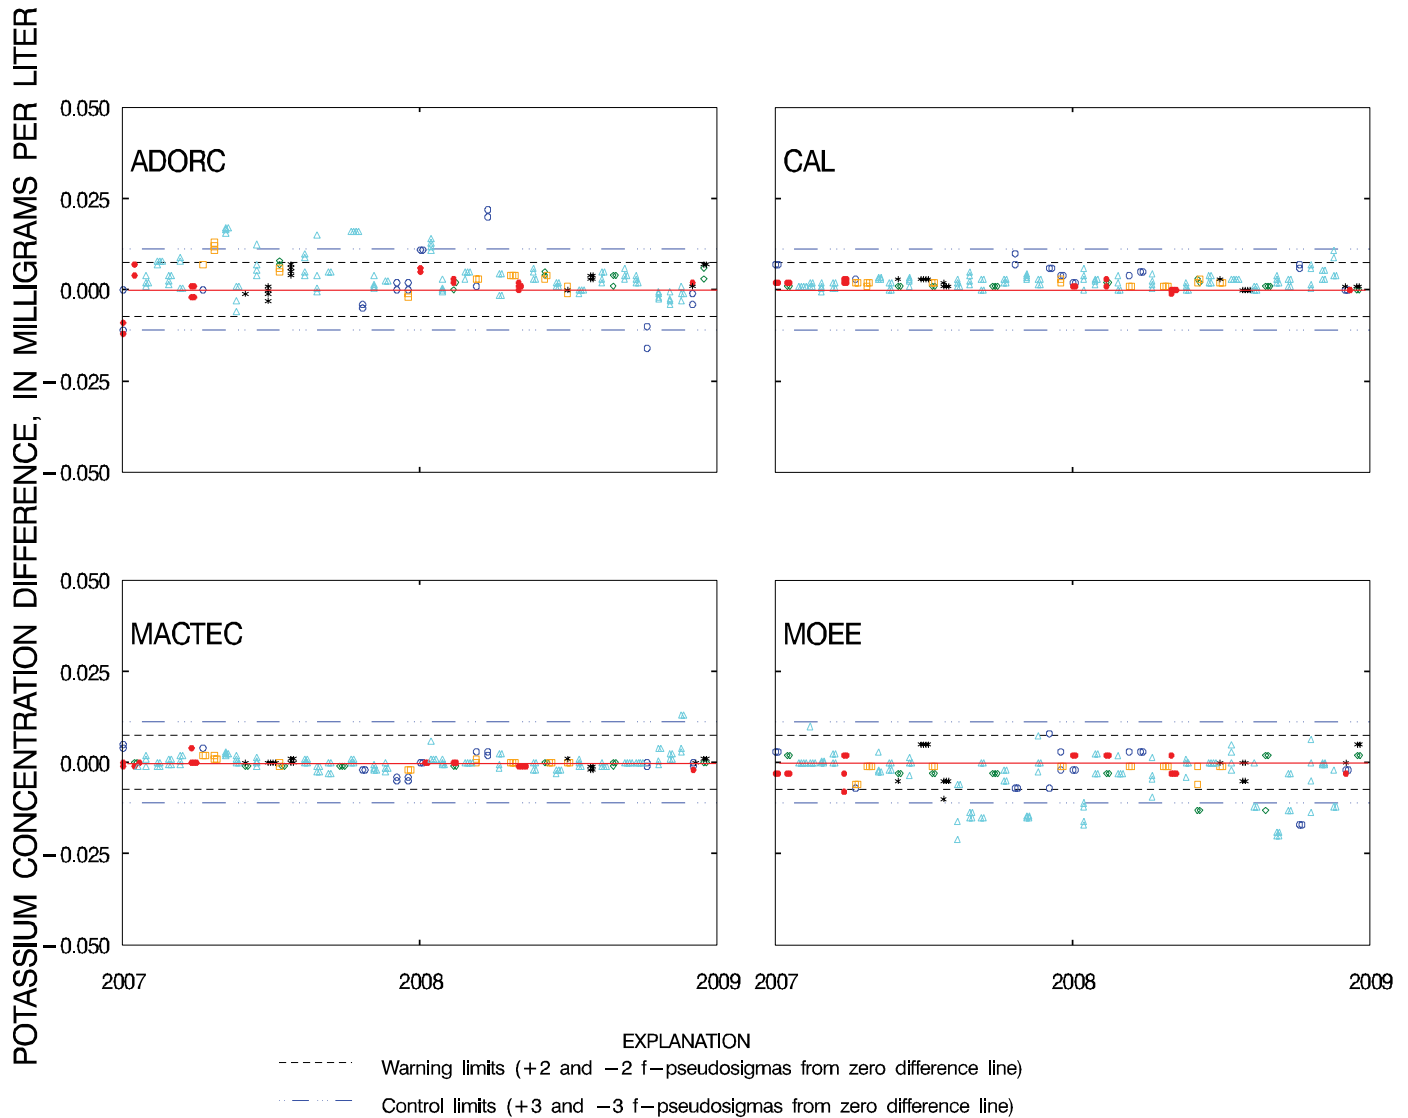 POTASSIUM CONCENTRATION DIFFERENCE, IN MILLIGRAMS PER LITER
0.050
0.025
0.000
−0.025
−0.050
ADORC
CAL
0.050
0.025
0.000
−0.025
−0.050
MACTEC
MOEE
2007 2008 2009
2007 2008 2009
EXPLANATION
Warning limits (+2 and −2 f−pseudosigmas from zero difference line)
Control limits (+3 and −3 f−pseudosigmas from zero difference line)